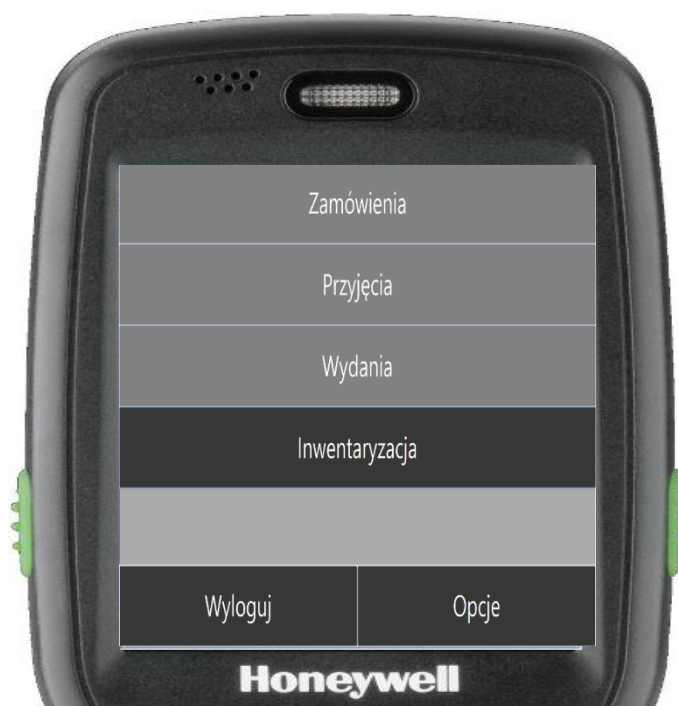 Zamówienia
Przyjęcia
Wydania
Inwentaryzacja
Wyloguj Opcje
Honeywell